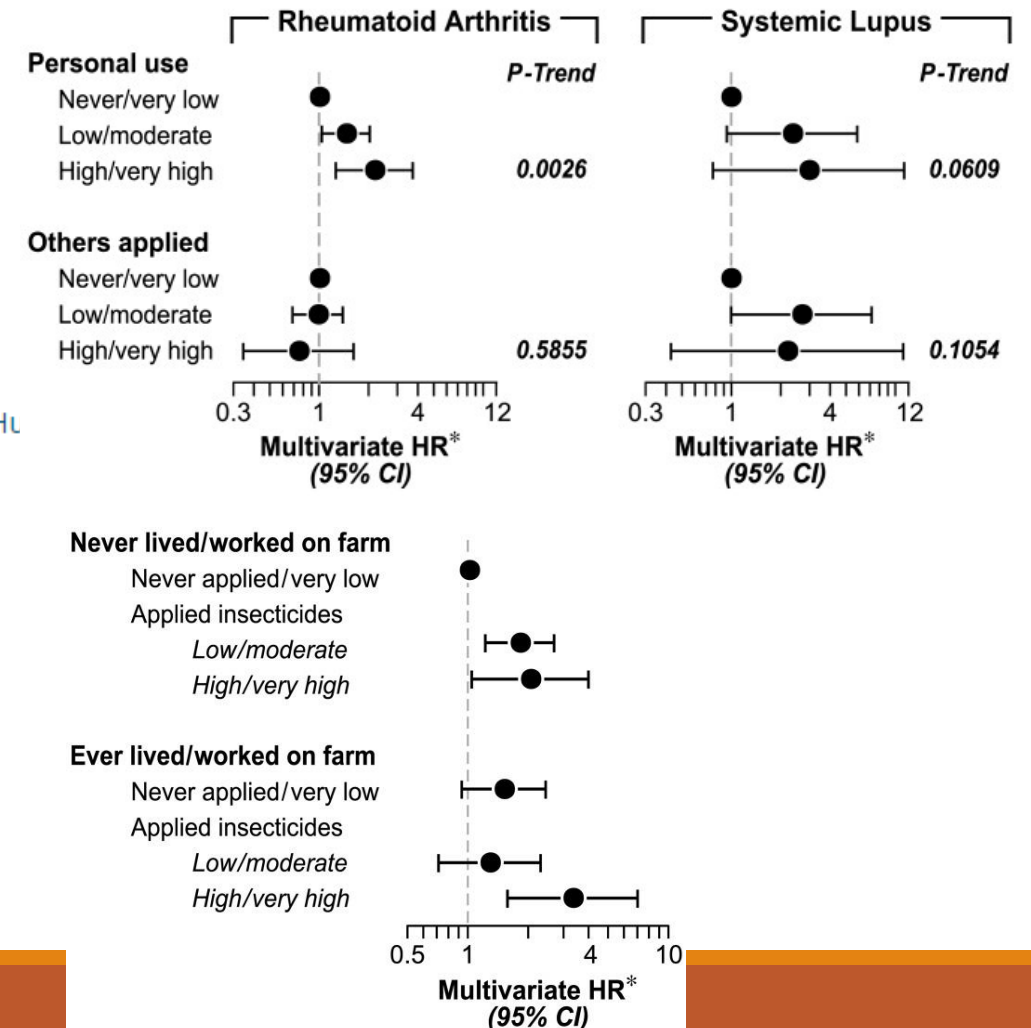 Rheumatoid Arthritis Systemic Lupus
Personal use P-Trend P-Trend
Never/very low
Low/moderate
High/very high 0.0026 0.0609
Others applied
Never/very low
Low/moderate
High/very high 0.5855 0.1054
0.3 1 4 12 0.3 1 4 12
Multivariate HR* Multivariate HR*
(95% CI) (95% CI)
Never lived/worked on farm
Never applied/very low
Applied insecticides
Low/moderate
High/very high
Ever lived/worked on farm
Never applied/very low
Applied insecticides
Low/moderate
High/very high
0.5 1 4 10
Multivariate HR*
(95% CI)